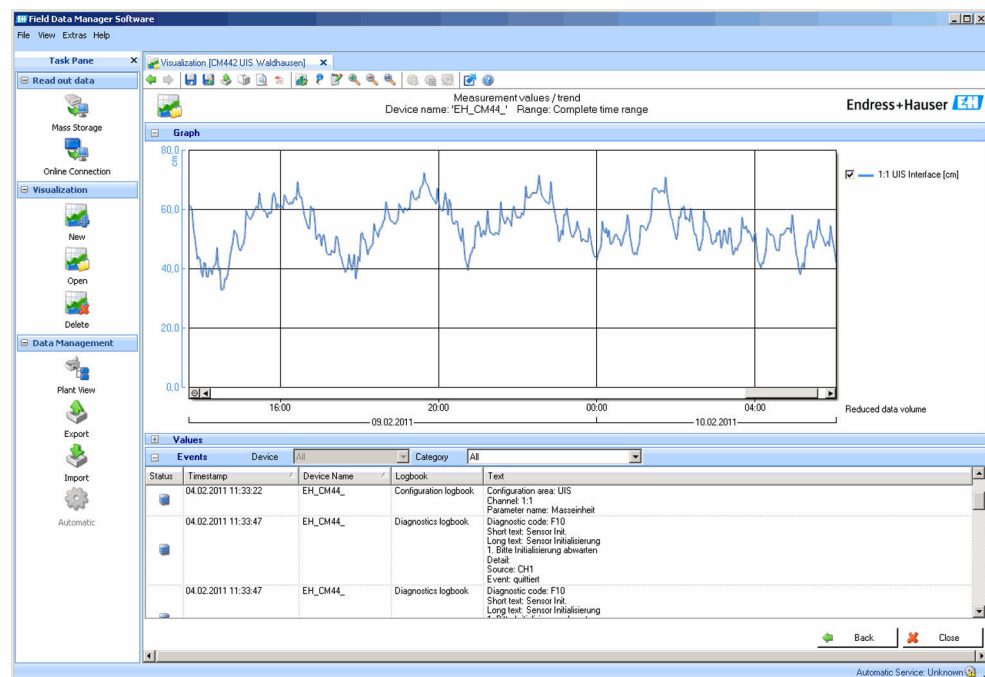 Field Data Manager Software
File View Extras Help
Task Pane X
Read out data
Mass Storage
Online Connection
Visualization
New
Open
Delete
Data Management
Plant View
Export
Import
Automatic
Visualization [CM442 UIS Waldhausen] X
Measurement values / trend
Device name: 'EH_CM44_' Range: Complete time range
Endress+Hauser EH
Graph
80,0
cm
60,0
40,0
20,0
0,0
1:1 UIS Interface [cm]
16:00 20:00 00:00 04:00
09.02.2011 10.02.2011
Reduced data volume
Values
Events Device All Category All
Status Timestamp Device Name Logbook Text
04.02.2011 11:33:22 EH_CM44_ Configuration logbook Configuration area: UIS
Channel: 1:1
Parameter name: Masseinheit
04.02.2011 11:33:47 EH_CM44_ Diagnostics logbook Diagnostic code: F10
Short text: Sensor Init.
Long text: Sensor Initialisierung
1. Bitte Initialisierung abwarten
Detail:
Source: CH1
Event: quittiert
04.02.2011 11:33:47 EH_CM44_ Diagnostics logbook Diagnostic code: F10
Short text: Sensor Init.
Long text: Sensor Initialisierung
Back Close
Automatic Service: Unknown